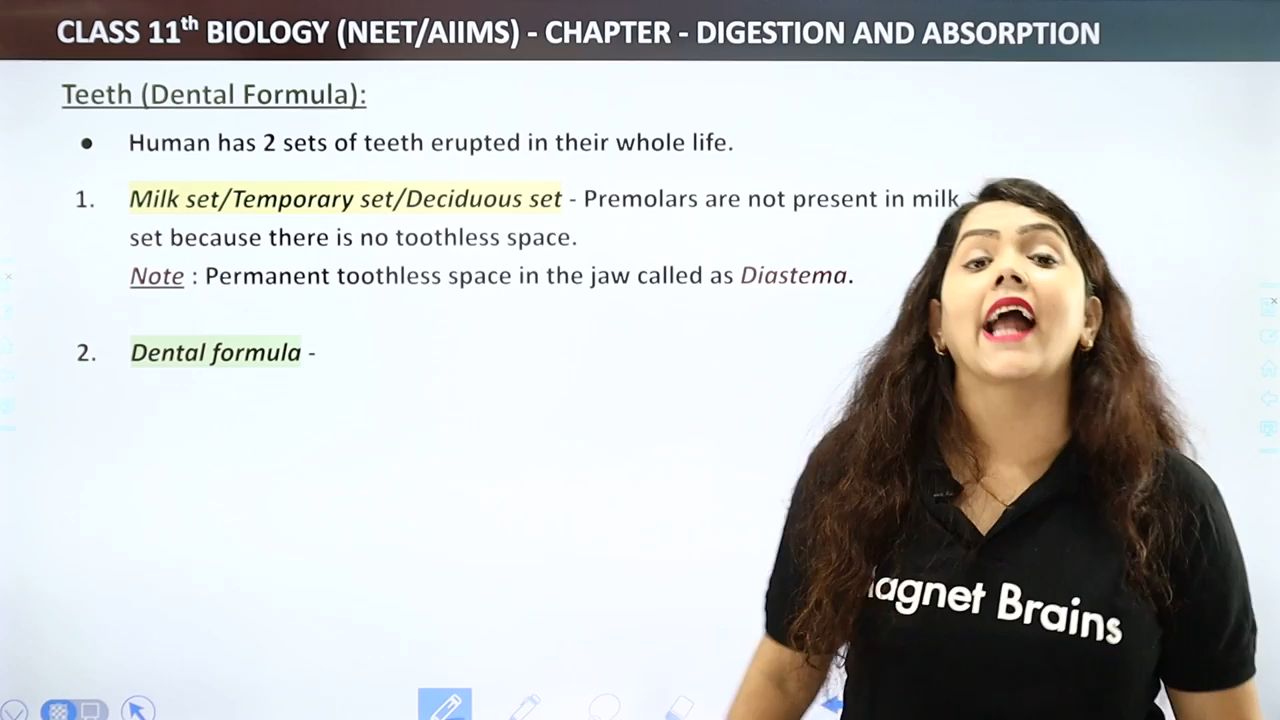 CLASS 11th BIOLOGY (NEET/AIIMS) - CHAPTER - DIGESTION AND ABSORPTION
Teeth (Dental Formula):
● Human has 2 sets of teeth erupted in their whole life.
1. Milk set/Temporary set/Deciduous set - Premolars are not present in milk
set because there is no toothless space.
Note : Permanent toothless space in the jaw called as Diastema.
2. Dental formula -
agnet Brains